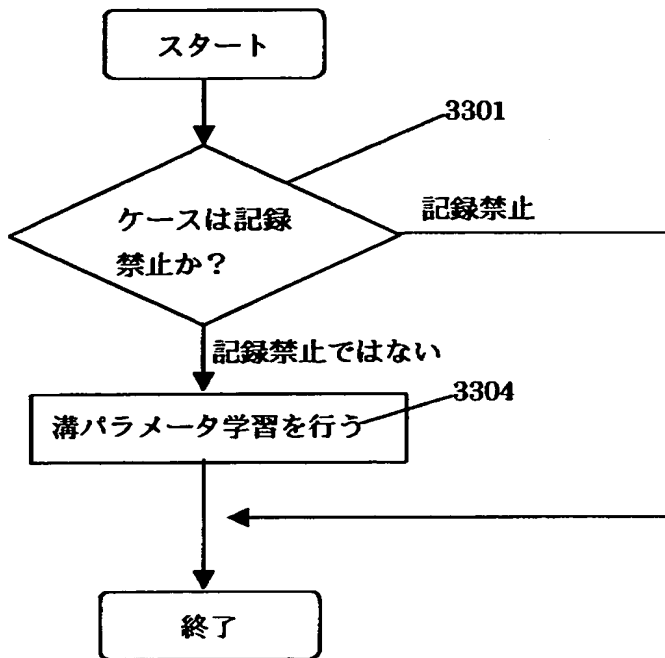 スタート
3301
ケースは記録
禁止か？
記録禁止
記録禁止ではない
3304
溝パラメータ学習を行う
終了